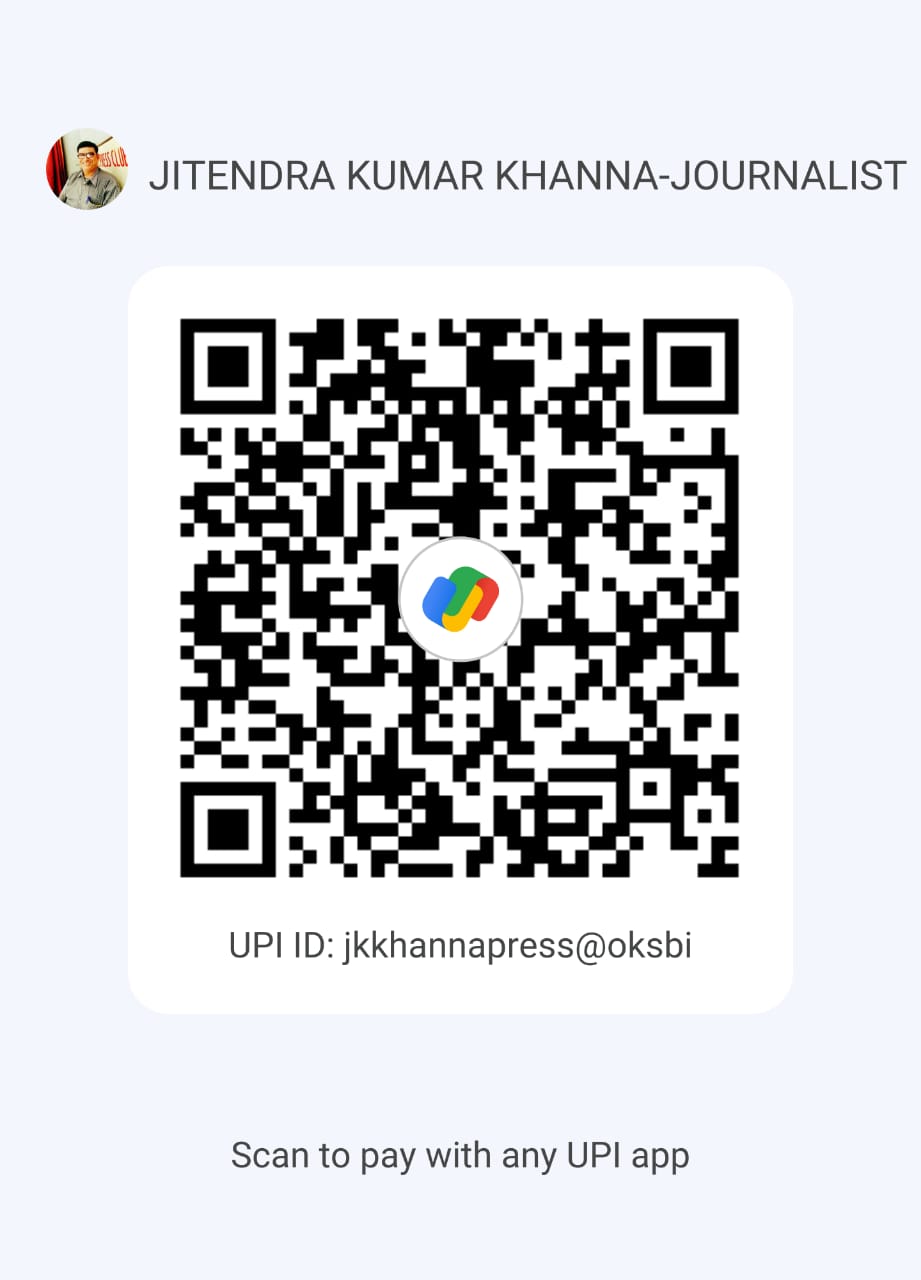 JITENDRA KUMAR KHANNA-JOURNALIST
UPI ID: jkkhannapress@oksbi
Scan to pay with any UPI app